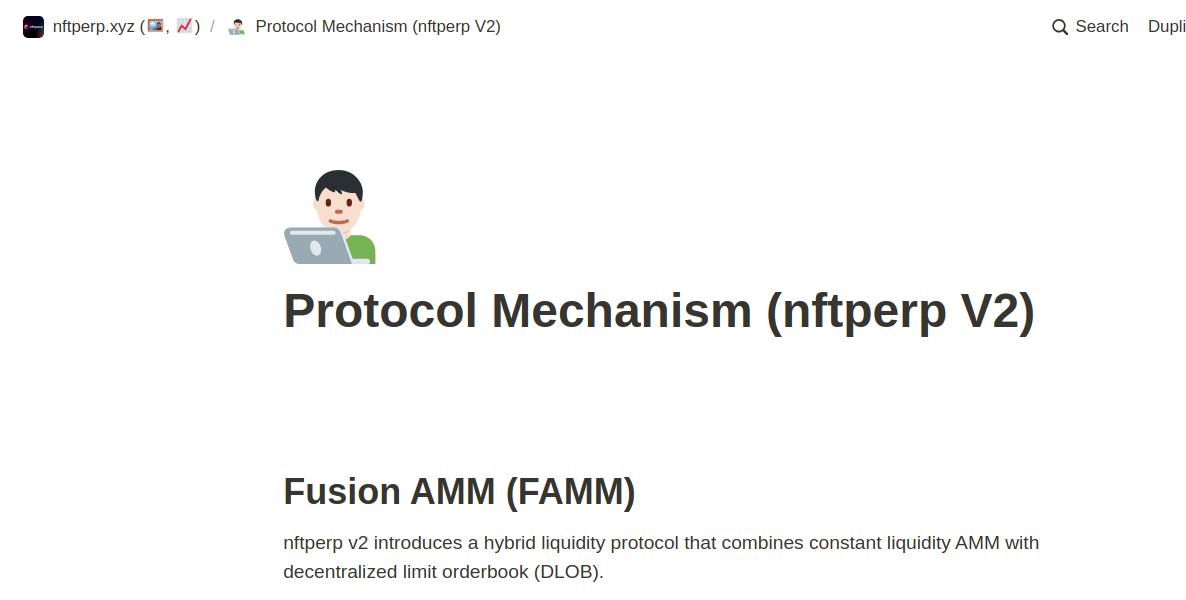 nftperp.xyz (🖼, 📈) / Protocol Mechanism (nftperp V2) Search Dupli
Protocol Mechanism (nftperp V2)
Fusion AMM (FAMM)
nftperp v2 introduces a hybrid liquidity protocol that combines constant liquidity AMM with
decentralized limit orderbook (DLOB).